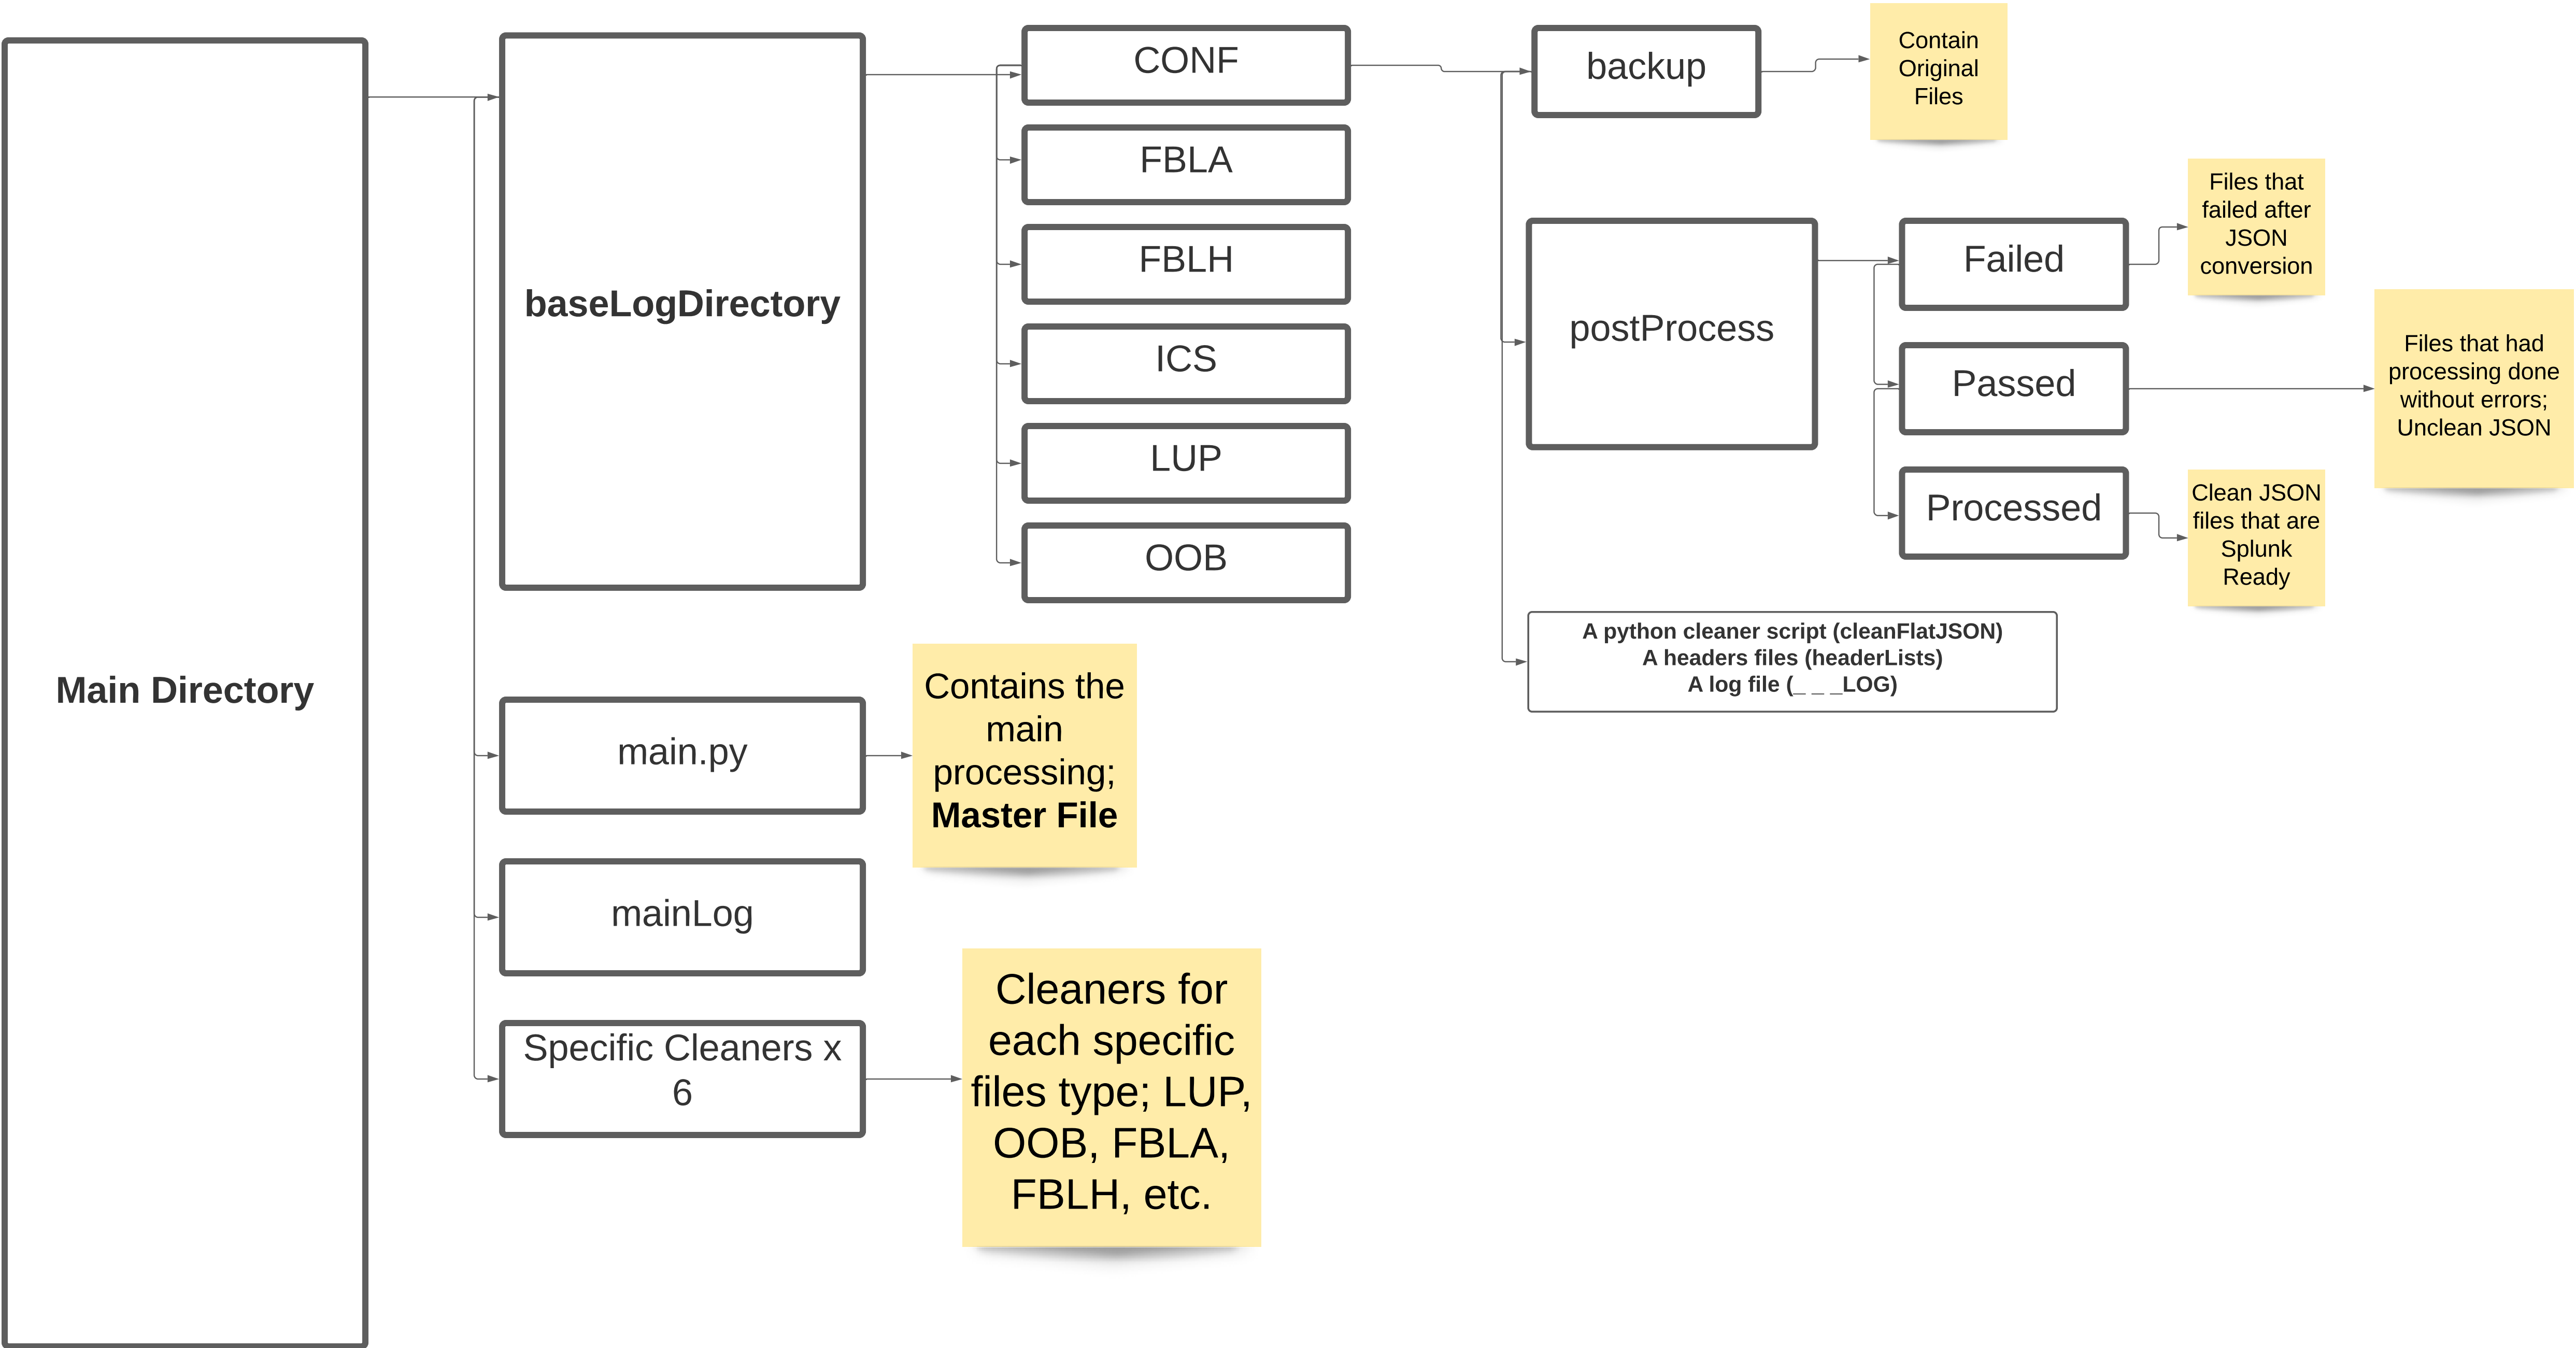 Main Directory
baseLogDirectory
main.py
Contains the
main
processing;
Master File
mainLog
Specific Cleaners x
6
Cleaners for
each specific
files type; LUP,
OOB, FBLA,
FBLH, etc.
CONF
FBLA
FBLH
ICS
LUP
OOB
backup
Contain
Original
Files
postProcess
Failed
Files that
failed after
JSON
conversion
Passed
Files that had
processing done
without errors;
Unclean JSON
Processed
Clean JSON
files that are
Splunk
Ready
A python cleaner script (cleanFlatJSON)
A headers files (headerLists)
A log file (_ _ _LOG)